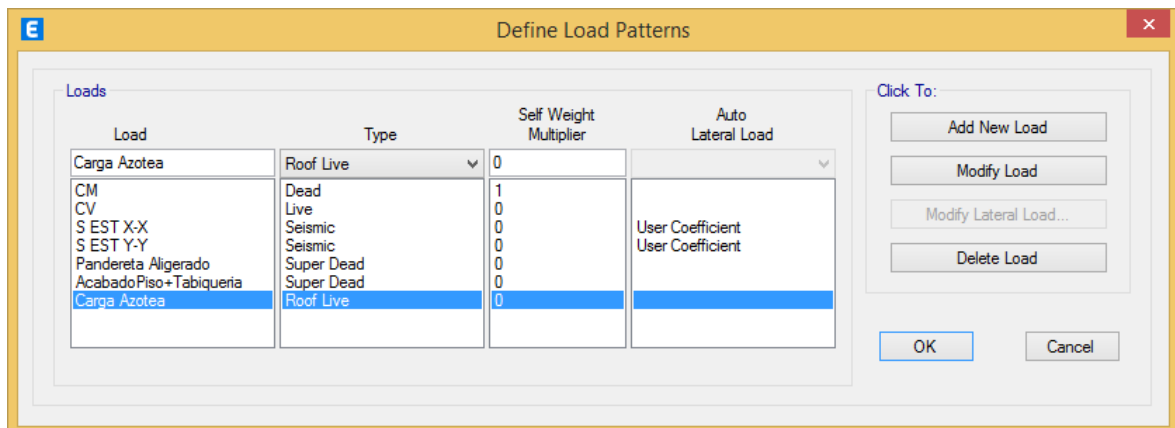 E
Define Load Patterns
×
Loads
Click To:
Load
Type
Self Weight
Multiplier
Auto
Lateral Load
Carga Azotea Roof Live 0
CM Dead 1
CV Live 0
S EST X-X Seismic 0 User Coefficient
S EST Y-Y Seismic 0 User Coefficient
Pandereta Aligerado Super Dead 0
AcabadoPiso+Tabiqueria Super Dead 0
Carga Azotea Roof Live 0
Add New Load
Modify Load
Modify Lateral Load...
Delete Load
OK
Cancel